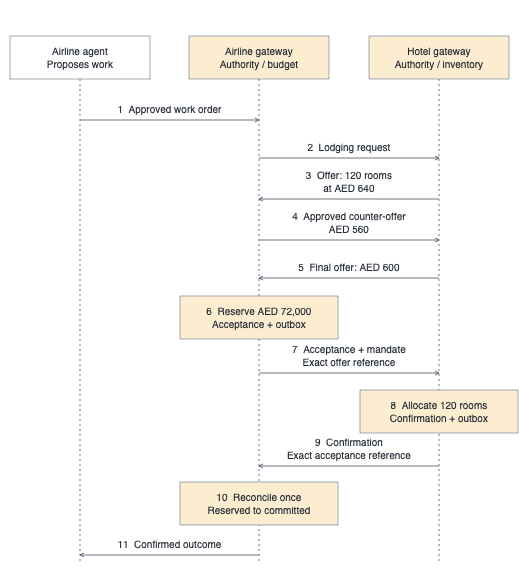 Airline agent
Proposes work
Airline gateway
Authority / budget
Hotel gateway
Authority / inventory
1 Approved work order
2 Lodging request
3 Offer: 120 rooms
at AED 640
4 Approved counter-offer
AED 560
5 Final offer: AED 600
6 Reserve AED 72,000
Acceptance + outbox
7 Acceptance + mandate
Exact offer reference
8 Allocate 120 rooms
Confirmation + outbox
9 Confirmation
Exact acceptance reference
10 Reconcile once
Reserved to committed
11 Confirmed outcome